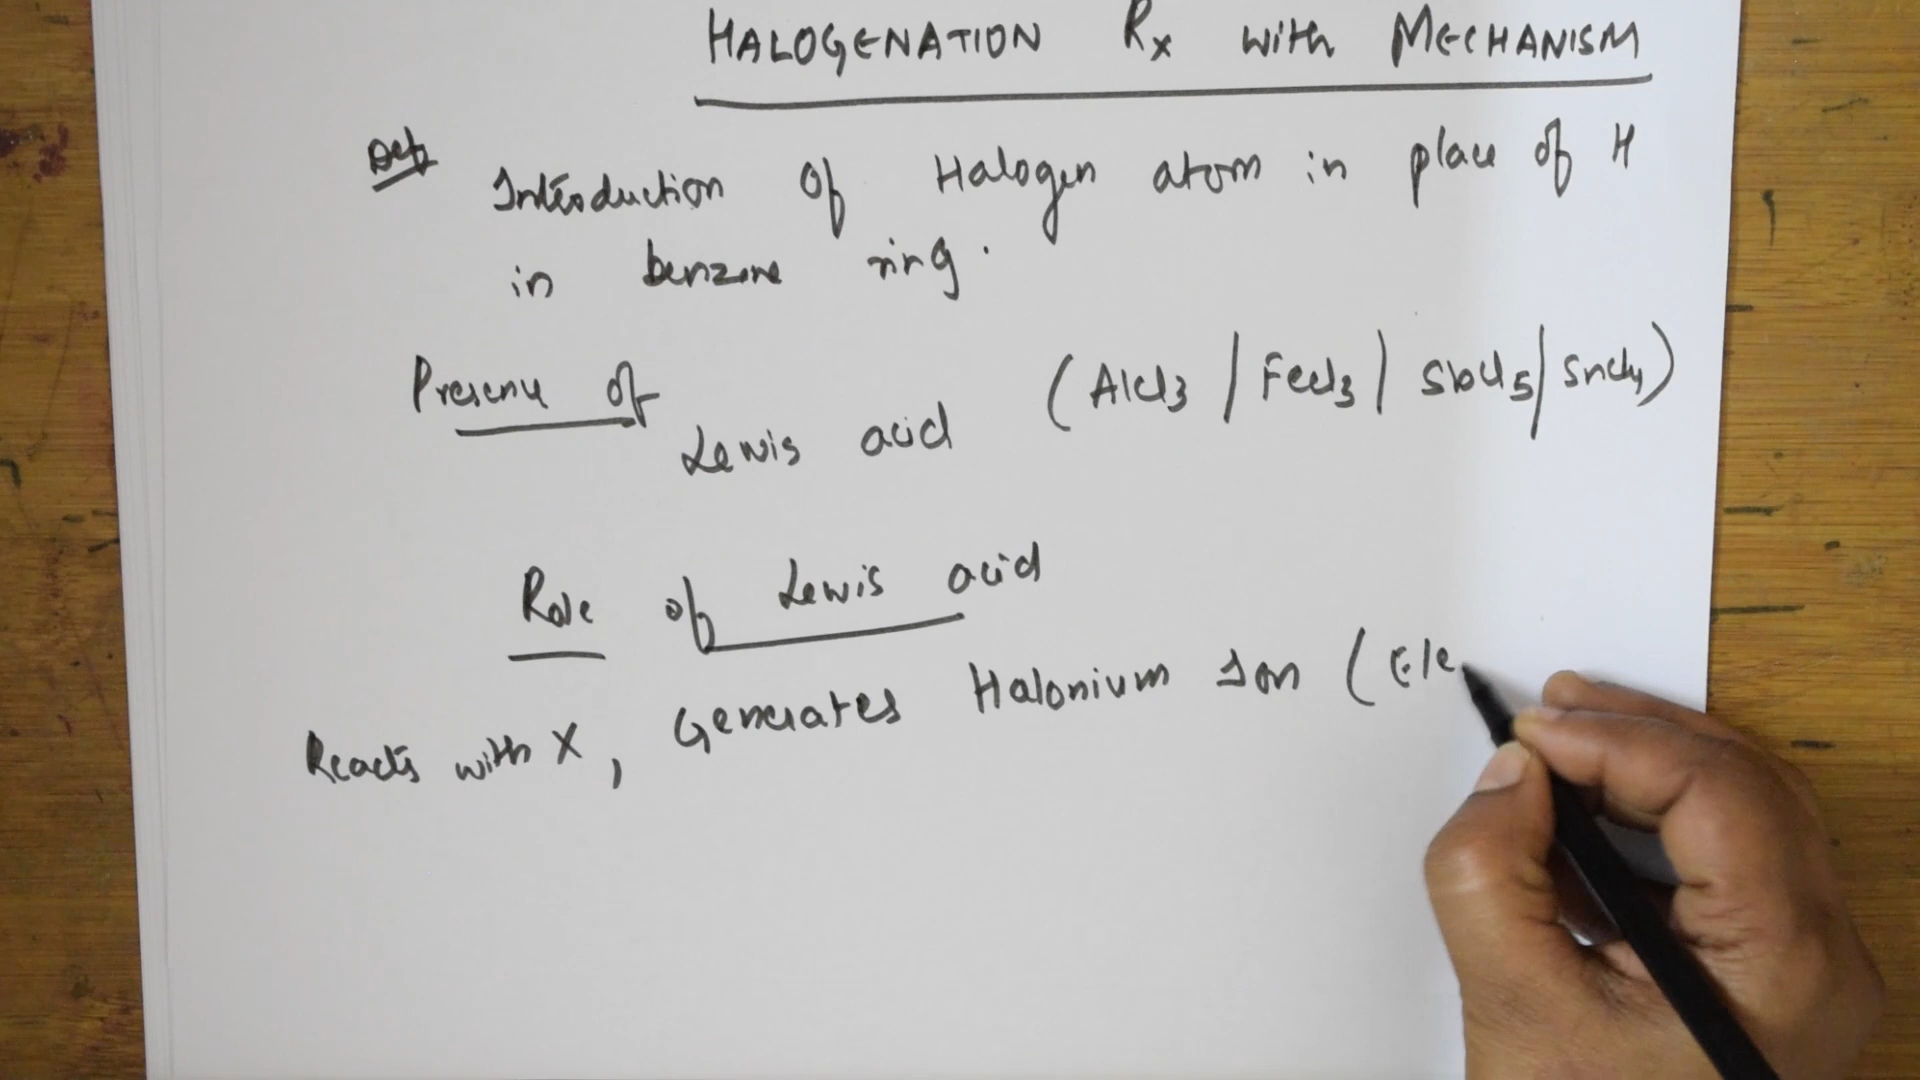 HALOGENATION Rx with MECHANISM
Def Introduction of Halogen atom in place of H
in benzene ring.
Presence of
Lewis acid (AlCl3 / FeCl3 / SbCl5 / SnCl4)
Role of Lewis acid
Reacts with X, Generates Halonium Ion (Ele